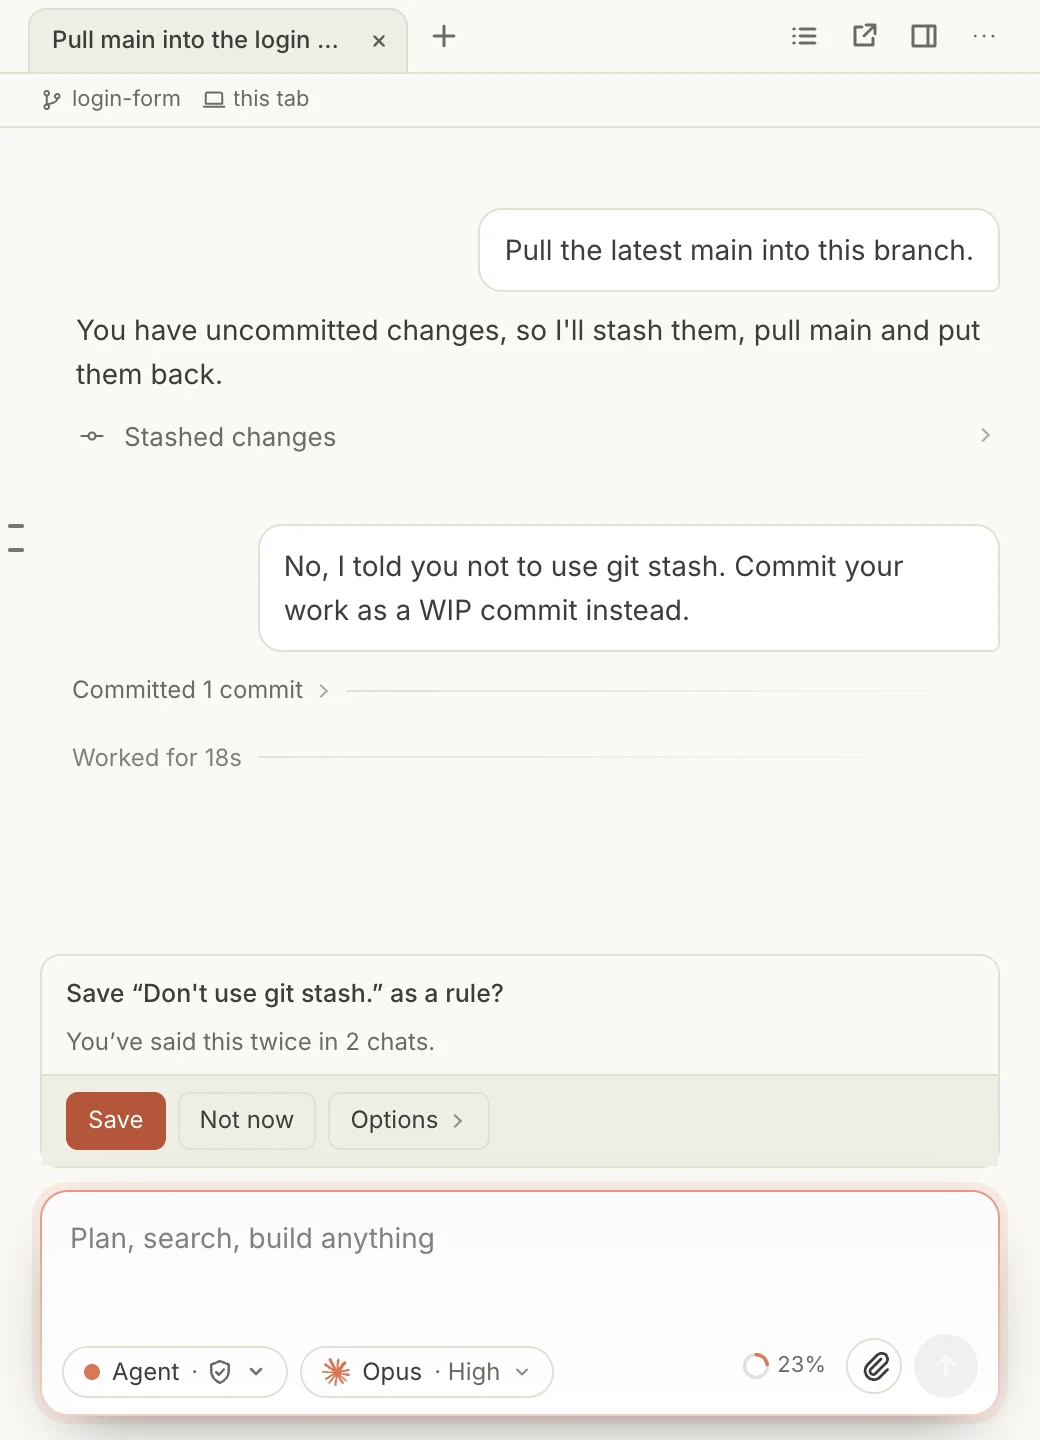 Pull main into the login ...
login-form this tab
Pull the latest main into this branch.
You have uncommitted changes, so I'll stash them, pull main and put
them back.
Stashed changes
No, I told you not to use git stash. Commit your
work as a WIP commit instead.
Committed 1 commit
Worked for 18s
Save “Don't use git stash.” as a rule?
You’ve said this twice in 2 chats.
Save Not now Options
Plan, search, build anything
Agent · Opus · High 23%